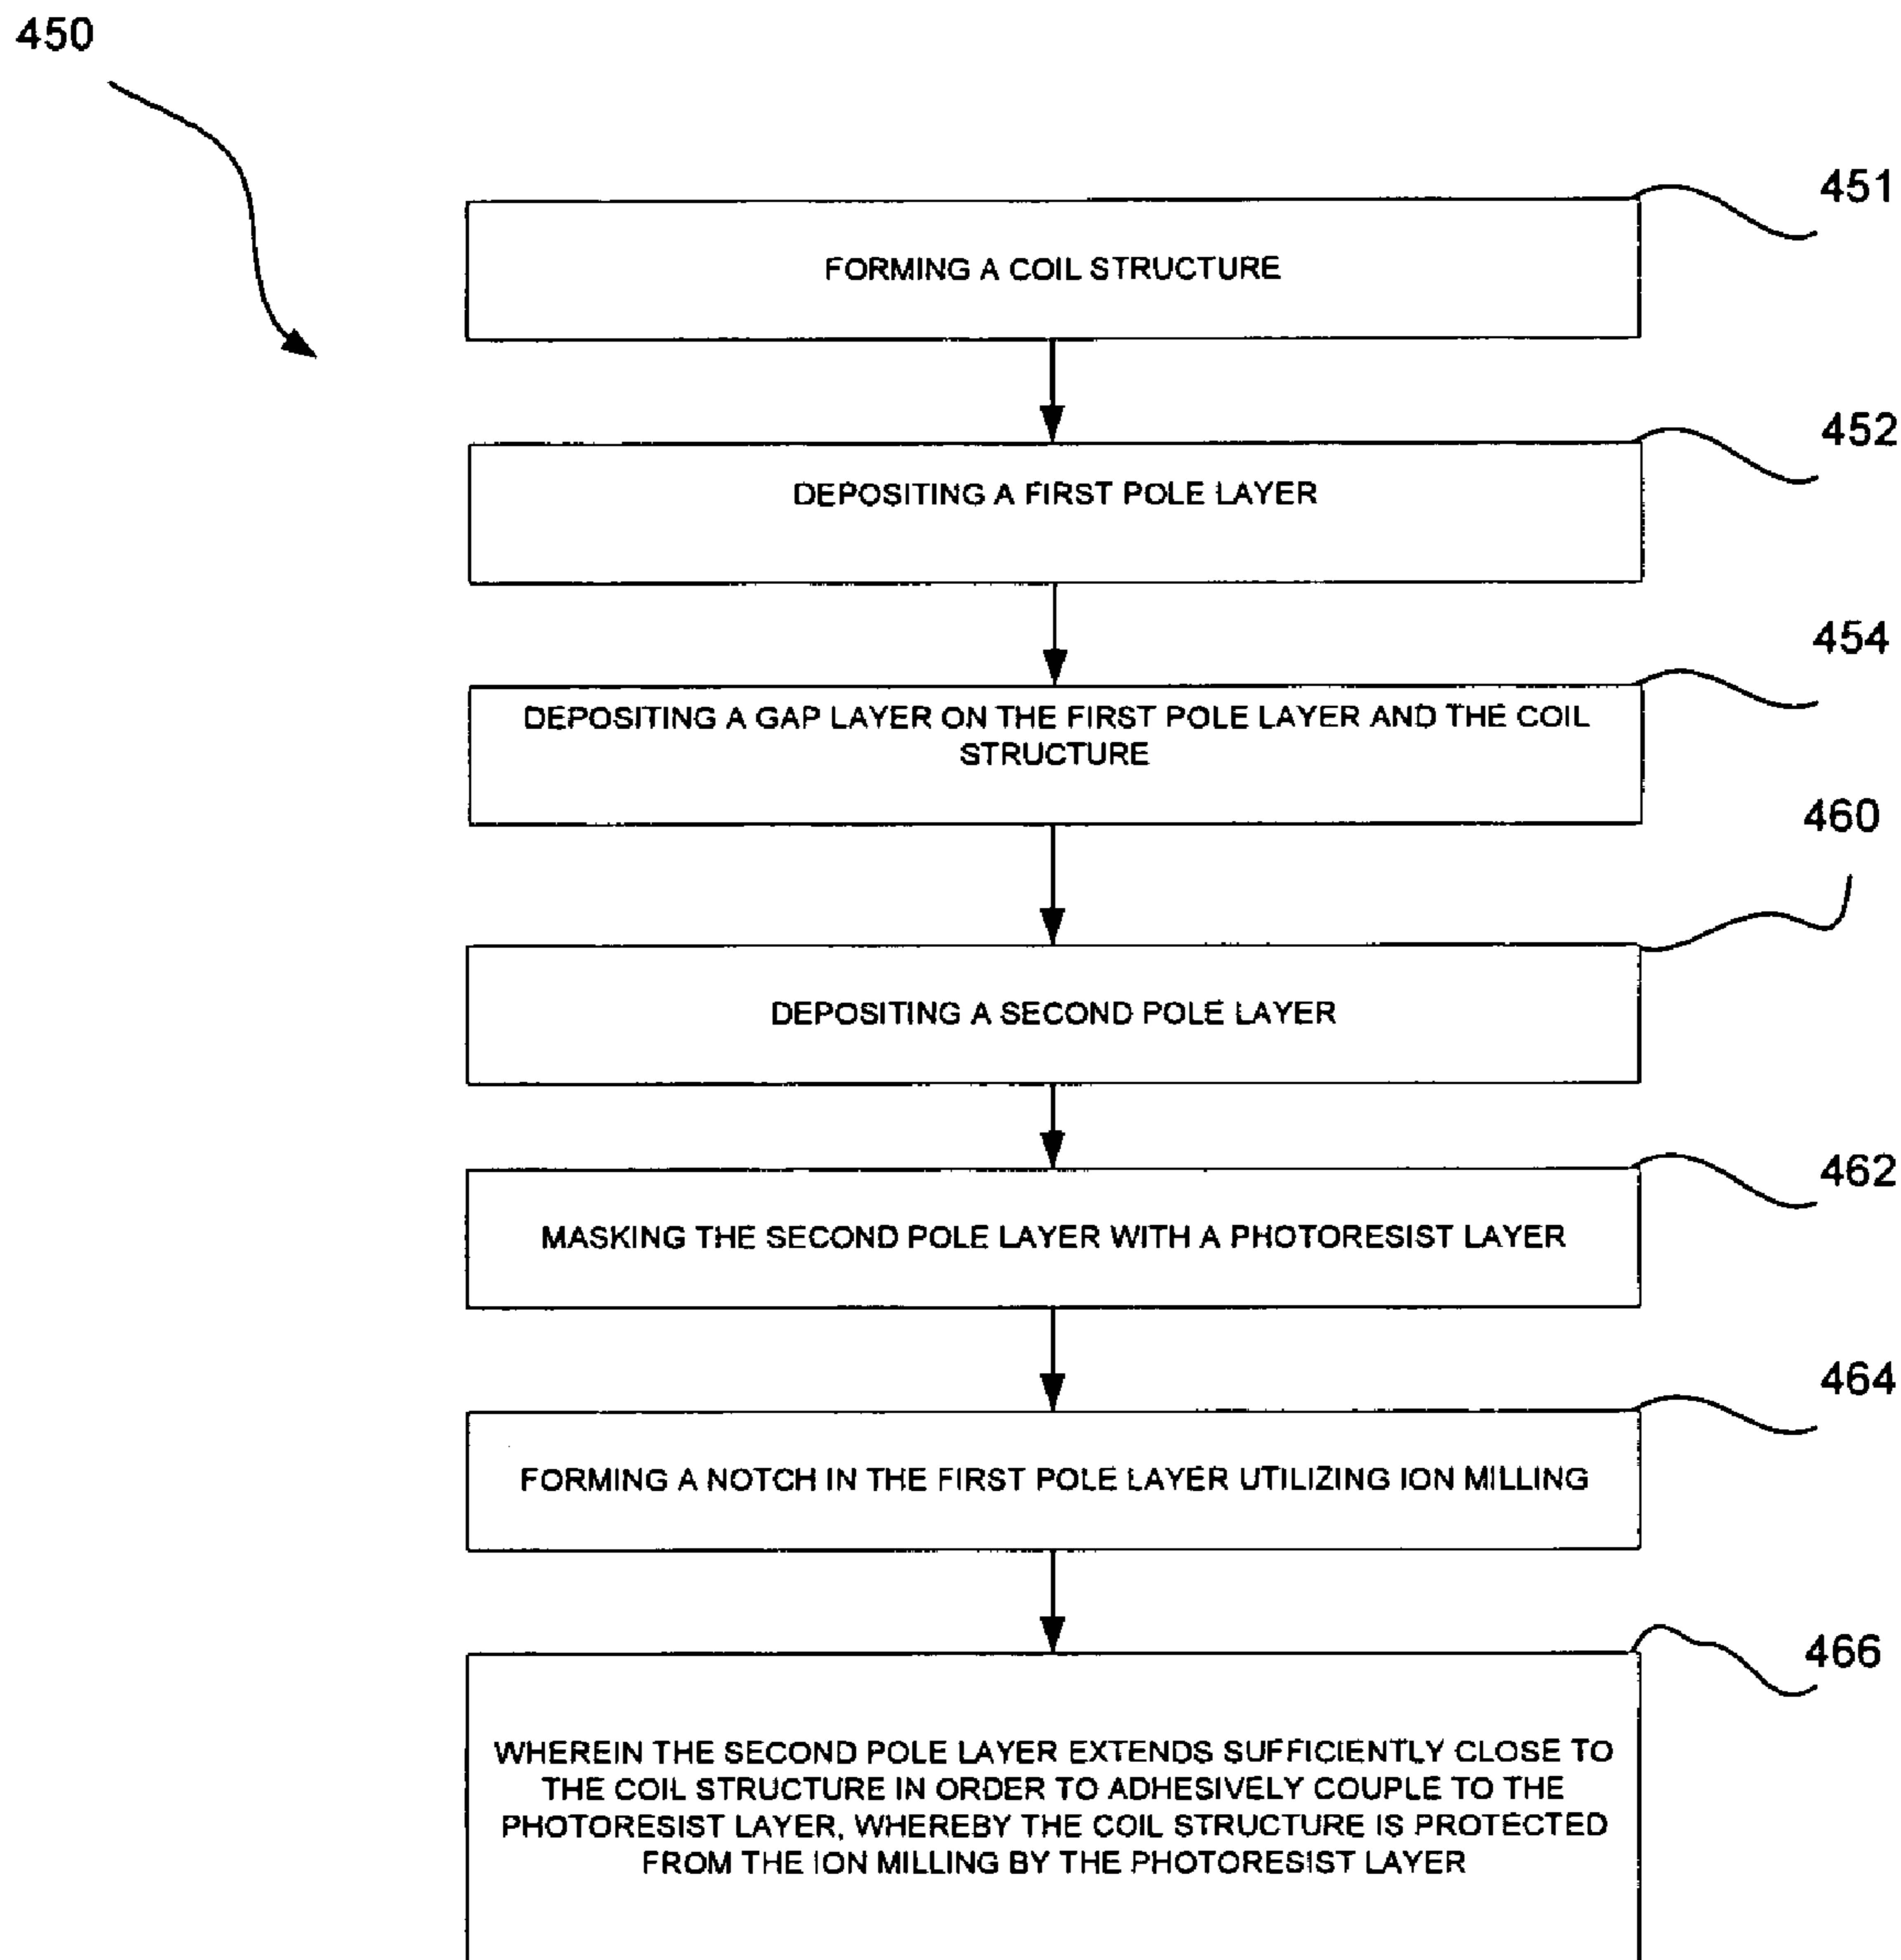 450
451
FORMING A COIL STRUCTURE
452
DEPOSITING A FIRST POLE LAYER
454
DEPOSITING A GAP LAYER ON THE FIRST POLE LAYER AND THE COIL
STRUCTURE
460
DEPOSITING A SECOND POLE LAYER
462
MASKING THE SECOND POLE LAYER WITH A PHOTORESIST LAYER
464
FORMING A NOTCH IN THE FIRST POLE LAYER UTILIZING ION MILLING
466
WHEREIN THE SECOND POLE LAYER EXTENDS SUFFICIENTLY CLOSE TO
THE COIL STRUCTURE IN ORDER TO ADHESIVELY COUPLE TO THE
PHOTORESIST LAYER, WHEREBY THE COIL STRUCTURE IS PROTECTED
FROM THE ION MILLING BY THE PHOTORESIST LAYER